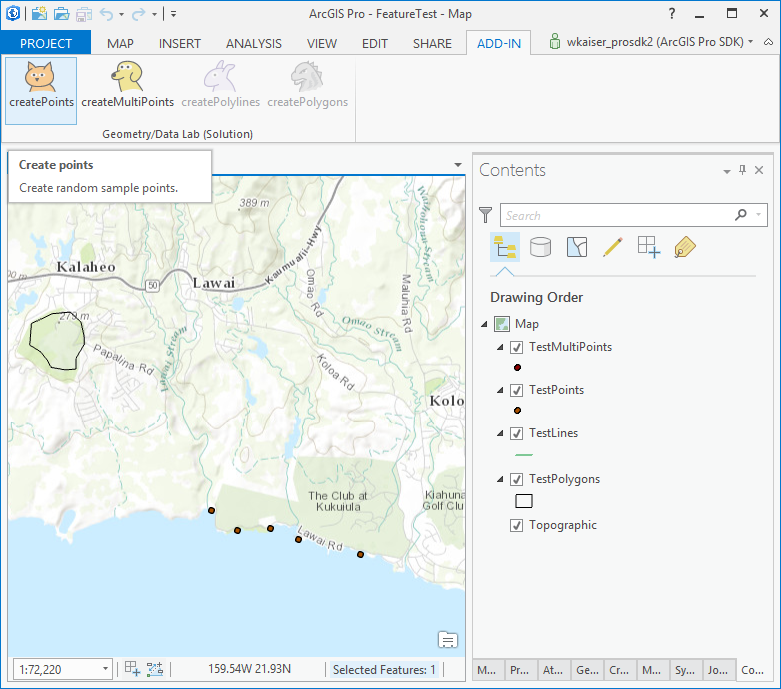 ArcGIS Pro - FeatureTest - Map
?
PROJECT MAP INSERT ANALYSIS VIEW EDIT SHARE ADD-IN wkaiser_prosdk2 (ArcGIS Pro SDK)
createPoints createMultiPoints createPolylines createPolygons
Geometry/Data Lab (Solution)
Create points
Create random sample points.
389 m
Kaumualii-Hwy
Kalaheo
00 m
50
Lawai
Omao Rd
Maluhia Rd
279 m
Omao Stream
Papalina Rd
Lawai Stream
Koloa Rd
Kolo
The Club at
Kukuiula
Kiahuna
Golf Clu
Lawai Rd
1:72,220
159.54W 21.93N
Selected Features: 1
Contents
Search
Drawing Order
Map
TestMultiPoints
TestPoints
TestLines
TestPolygons
Topographic
M... Pr... At... Ge... Cr... M... Sy... Jo... Co...